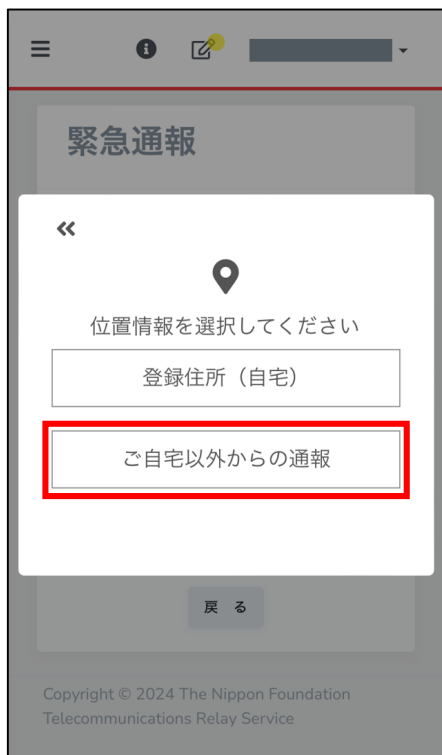 緊急通報
位置情報を選択してください
登録住所（自宅）
ご自宅以外からの通報
戻 る
Copyright © 2024 The Nippon Foundation
Telecommunications Relay Service